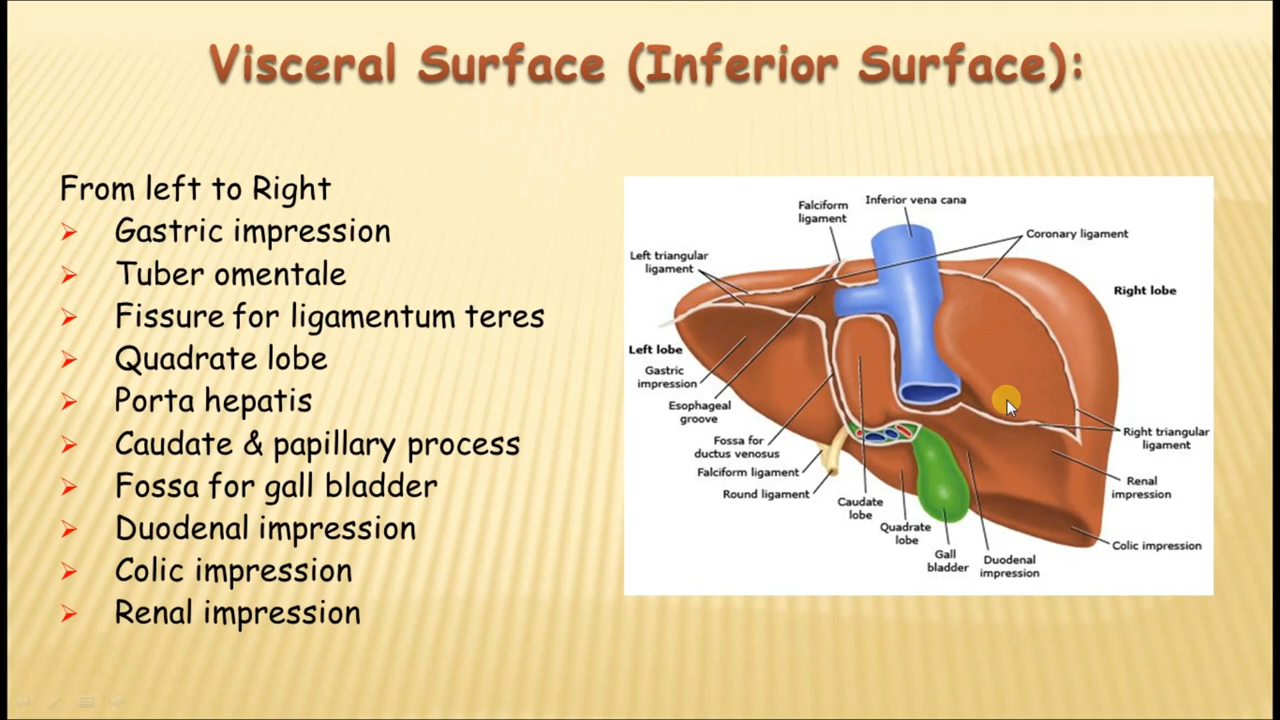 Visceral Surface (Inferior Surface):
From left to Right
Gastric impression
Tuber omentale
Fissure for ligamentum teres
Quadrate lobe
Porta hepatis
Caudate & papillary process
Fossa for gall bladder
Duodenal impression
Colic impression
Renal impression
Inferior vena cana
Falciform
ligament
Coronary ligament
Left triangular
ligament
Right lobe
Left lobe
Gastric
impression
Esophageal
groove
Fossa for
ductus venosus
Falciform ligament
Round ligament
Caudate
lobe
Quadrate
lobe
Gall
bladder
Duodenal
impression
Right triangular
ligament
Renal
impression
Colic impression